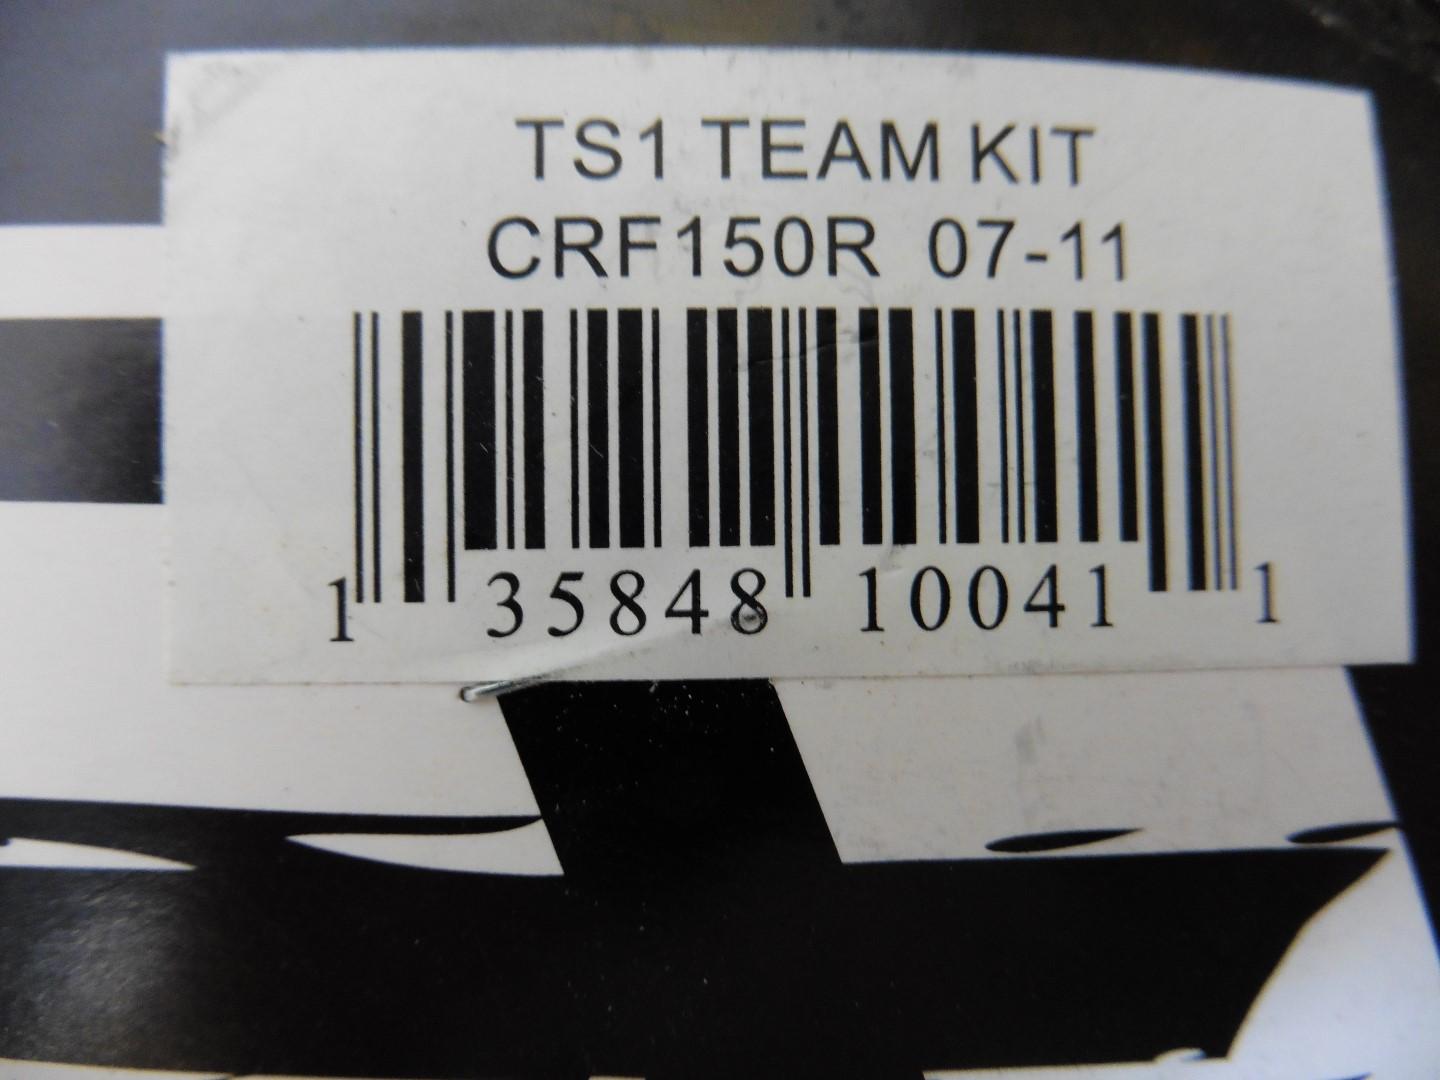 TS1 TEAM KIT
CRF150R 07-11
1 35848 10041 1